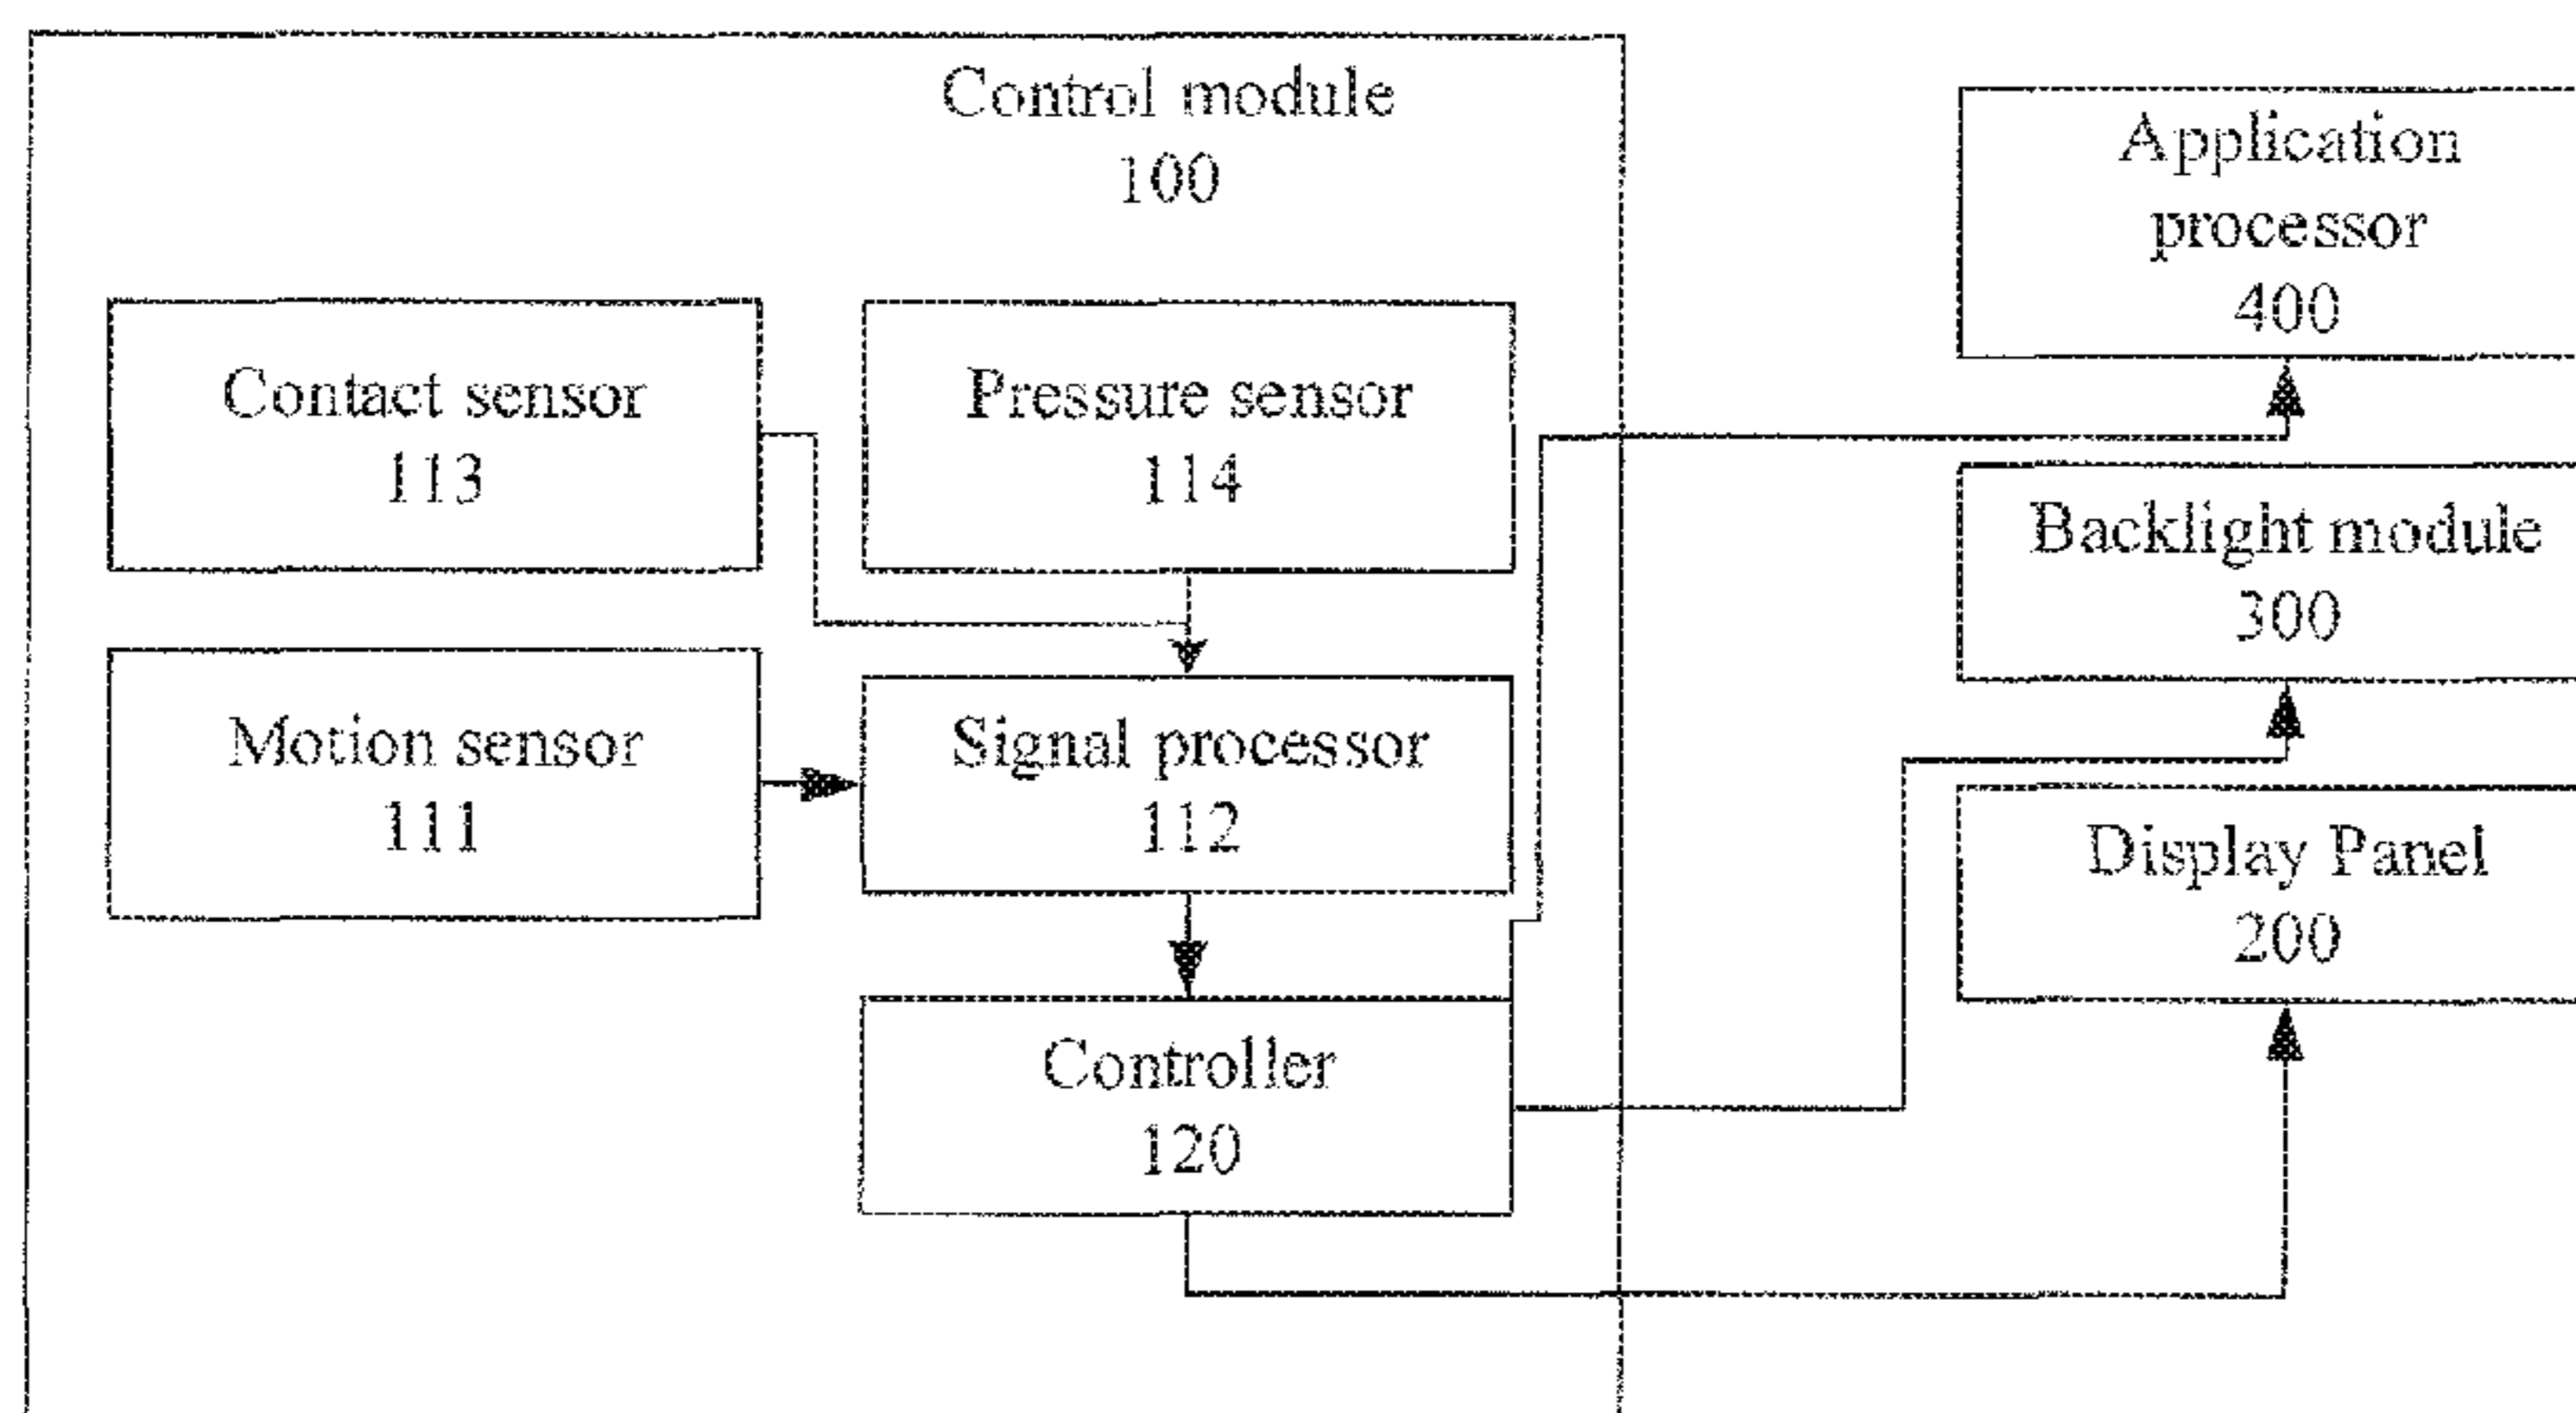 Control module
100
Application
processor
400
Contact sensor
113
Pressure sensor
114
Backlight module
300
Motion sensor
111
Signal processor
112
Display Panel
200
Controller
120